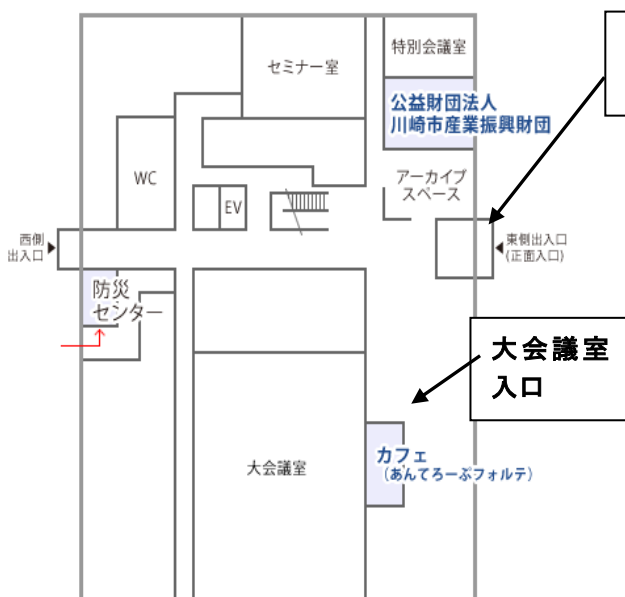 特別会議室
セミナー室
公益財団法人
川崎市産業振興財団
WC
アーカイブ
スペース
EV
西側
出入口
東側出入口
(正面入口)
防災
センター
大会議室
入口
カフェ
(あんてろーぶフォルテ)
大会議室